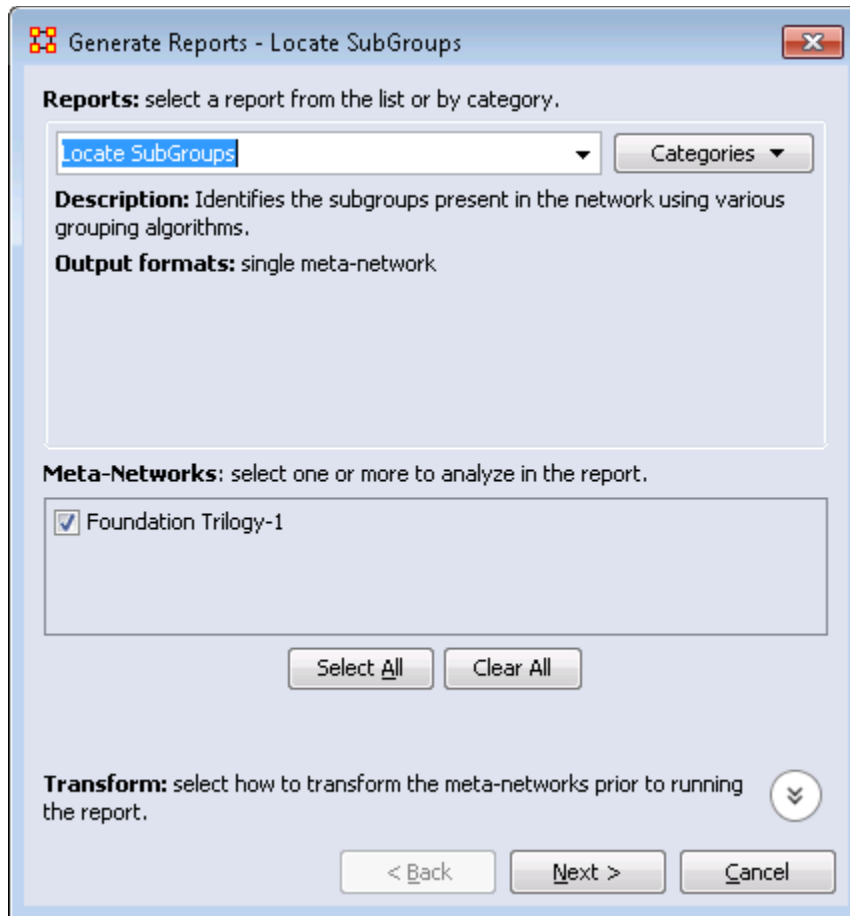 Generate Reports - Locate SubGroups
Reports: select a report from the list or by category.
Locate SubGroups
Categories
Description: Identifies the subgroups present in the network using various
grouping algorithms.
Output formats: single meta-network
Meta-Networks: select one or more to analyze in the report.
Foundation Trilogy-1
Select All
Clear All
Transform: select how to transform the meta-networks prior to running
the report.
< Back
Next >
Cancel